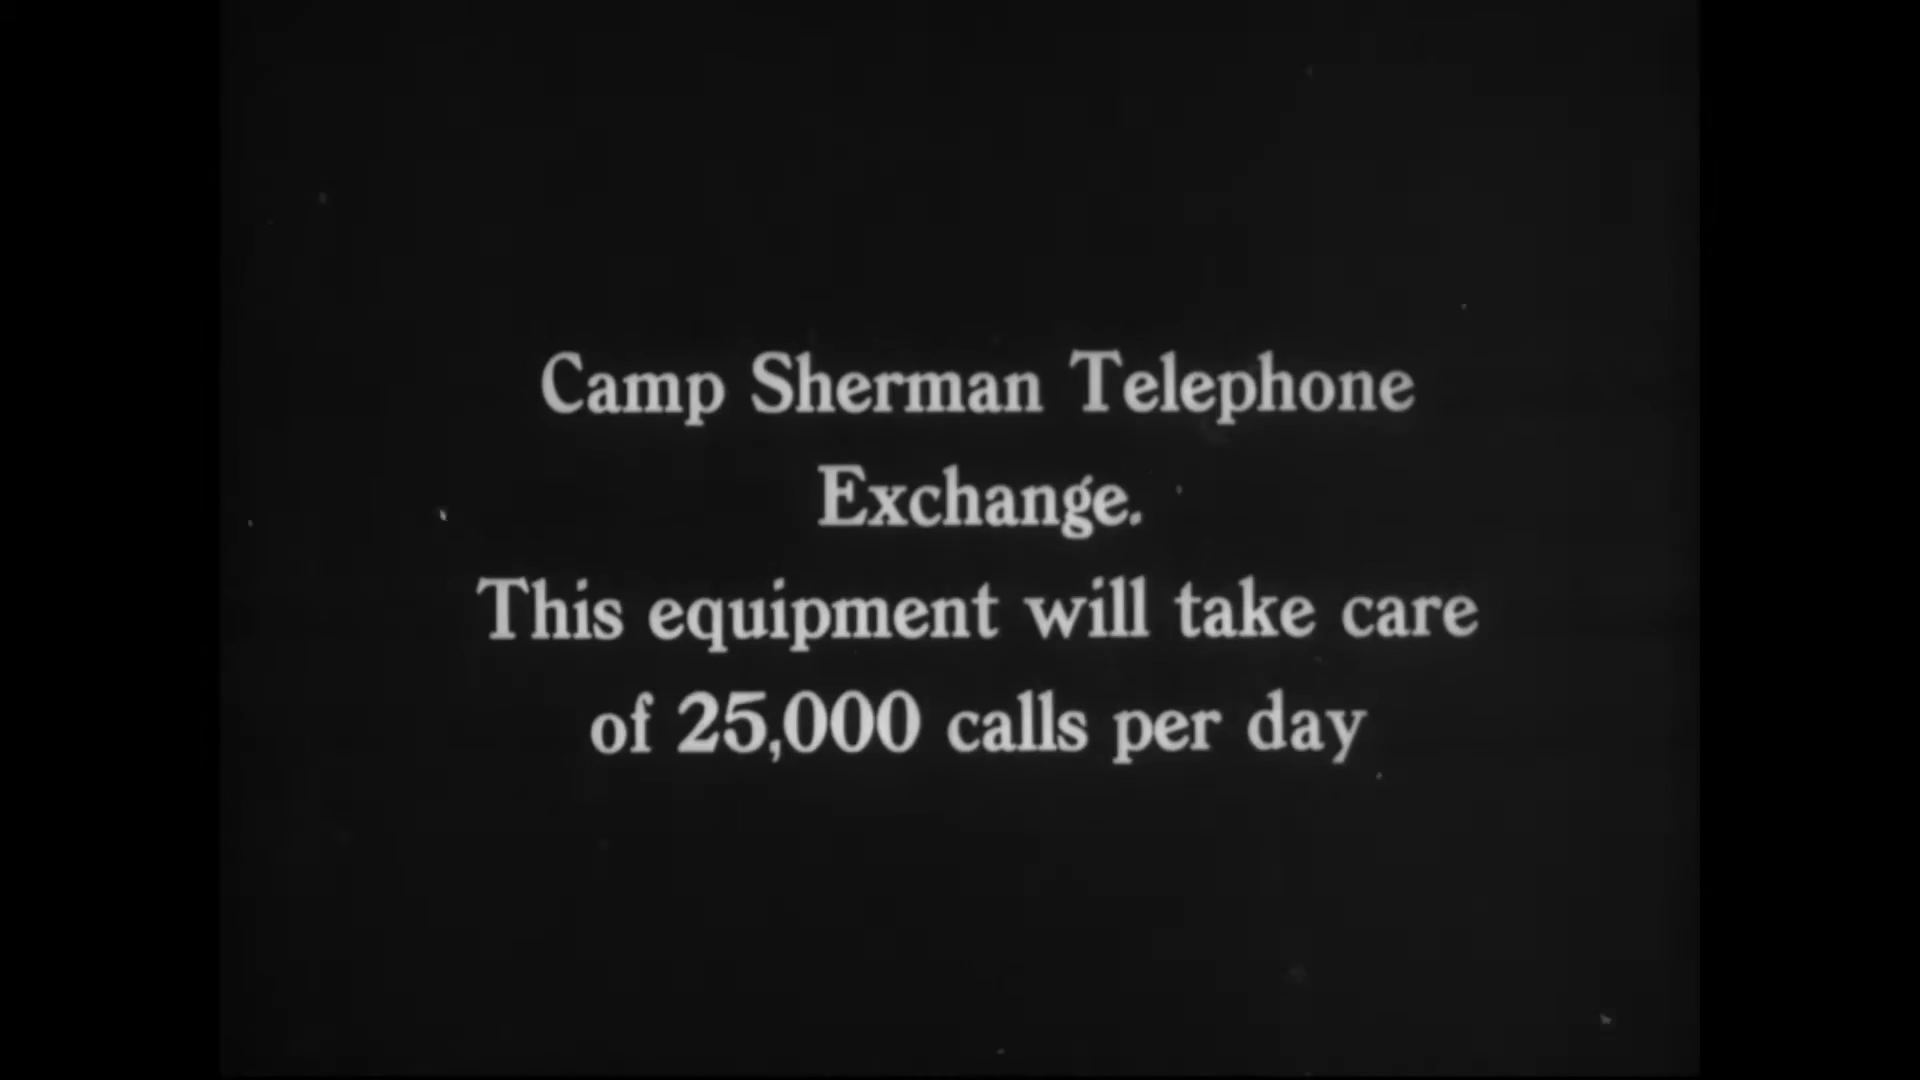 Camp Sherman Telephone
Exchange.
This equipment will take care
of 25,000 calls per day